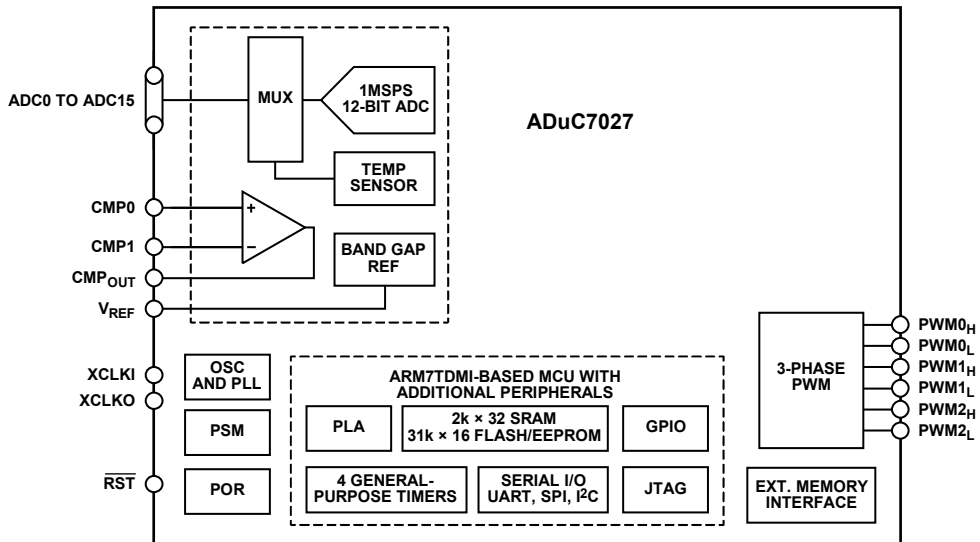 ADuC7027
ADC0 TO ADC15
MUX
1MSPS
12-BIT ADC
TEMP
SENSOR
CMP0
+
CMP1
−
CMPOUT
BAND GAP
REF
VREF
XCLKI
XCLKO
OSC
AND PLL
PSM
RST
POR
ARM7TDMI-BASED MCU WITH
ADDITIONAL PERIPHERALS
PLA
2k × 32 SRAM
31k × 16 FLASH/EEPROM
GPIO
4 GENERAL-
PURPOSE TIMERS
SERIAL I/O
UART, SPI, I2C
JTAG
3-PHASE
PWM
PWM0H
PWM0L
PWM1H
PWM1L
PWM2H
PWM2L
EXT. MEMORY
INTERFACE